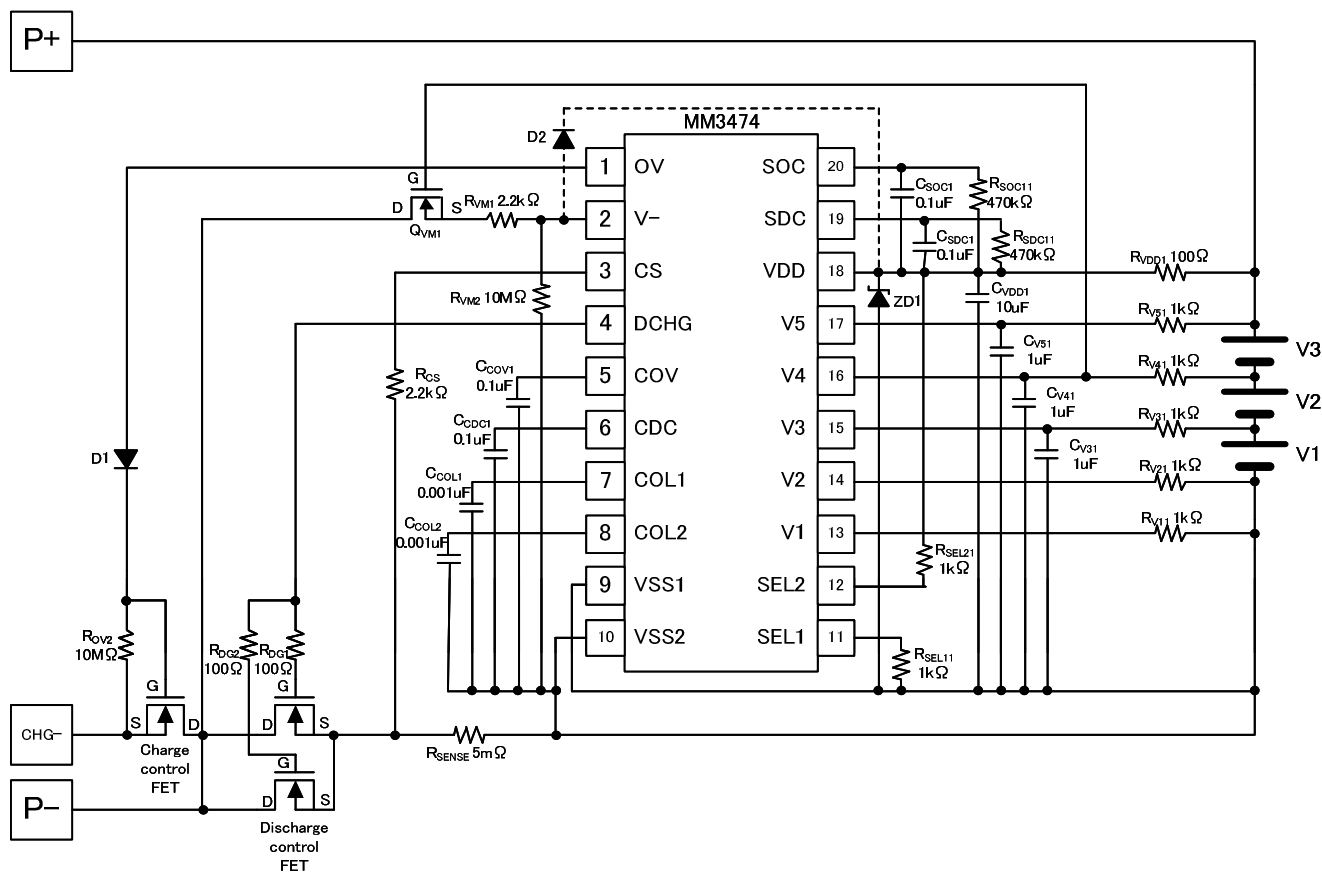 P+
MM3474
D2
1 OV
SOC 20
G
D
S
QVM1
RVM1 2.2kΩ
CSOC1
0.1uF
RSOC11
470kΩ
2 V−
SDC 19
CSDC1
0.1uF
RSDC11
470kΩ
3 CS
VDD 18
RVDD1 100Ω
RVM2 10MΩ
ZD1
CVDD1
10uF
4 DCHG
V5 17
RV51 1kΩ
CV51
1uF
V3
RCS
2.2kΩ
CCOV1
0.1uF
5 COV
V4 16
RV41 1kΩ
CV41
1uF
V2
CCDC1
0.1uF
6 CDC
V3 15
RV31 1kΩ
CV31
1uF
V1
D1
CCOL1
0.001uF
7 COL1
V2 14
RV21 1kΩ
CCOL2
0.001uF
8 COL2
V1 13
RV11 1kΩ
RSEL21
1kΩ
9 VSS1
SEL2 12
10 VSS2
SEL1 11
RSEL11
1kΩ
ROV2
10MΩ
RDG2
100Ω
RDG1
100Ω
G
G
CHG−
S
D
D
S
Charge
control
FET
RSENSE 5mΩ
G
P−
D
S
Discharge
control
FET